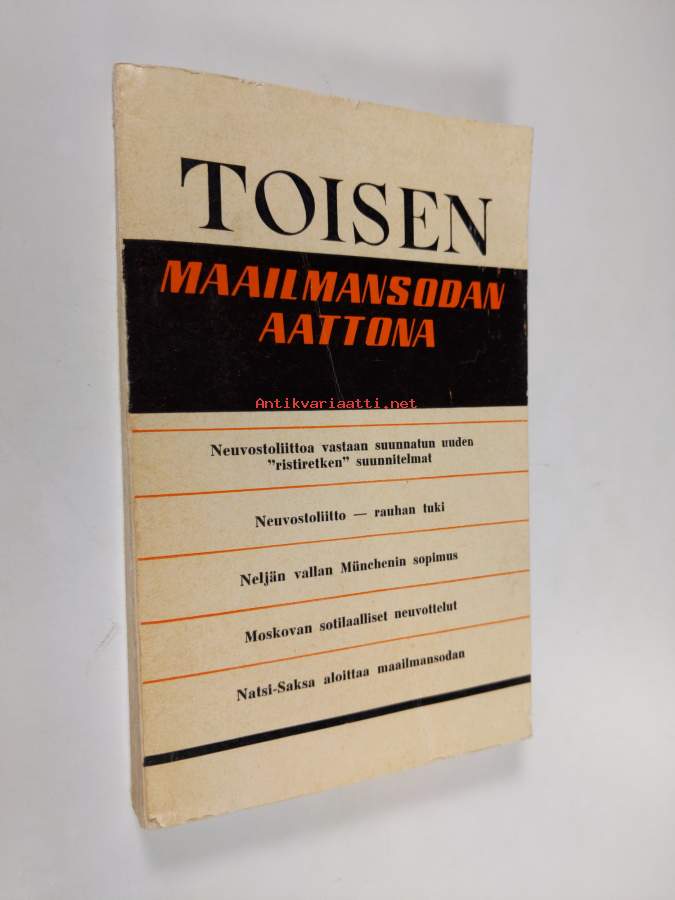 TOISEN
MAAILMANSODAN
AATTONA
Antikvariaatti.net
Neuvostoliittoa vastaan suunnatun uuden
”ristiretken” suunnitelmat
Neuvostoliitto — rauhan tuki
Neljän vallan Münchenin sopimus
Moskovan sotilaalliset neuvottelut
Natsi-Saksa aloittaa maailmansodan